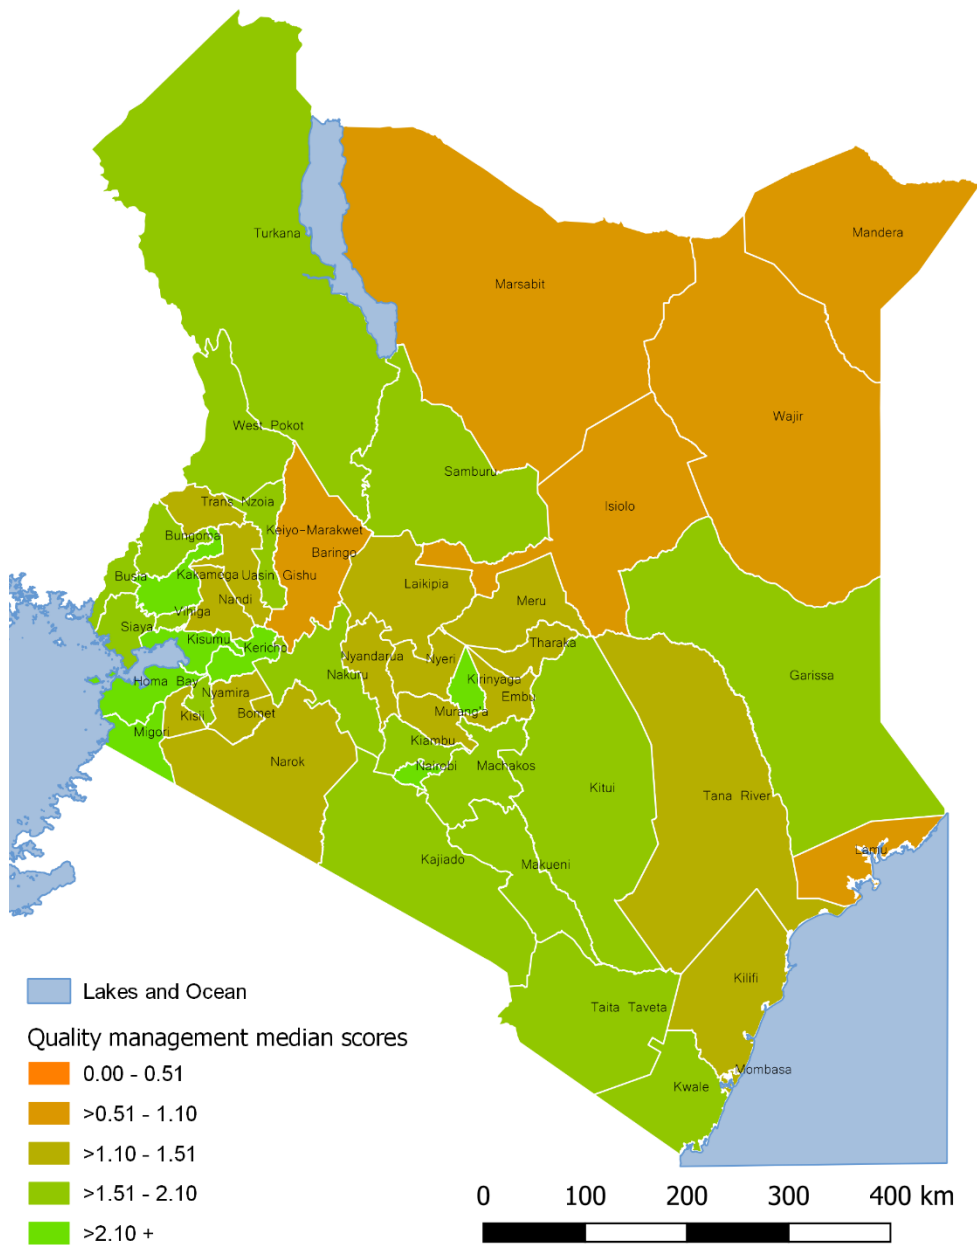 Turkana
Mandera
Marsabit
Wajir
West Pokot
Samburu
Isiolo
Trans Nzoia
Keiyo-Marakwet
Bungoma
Baringo
Busia
Kakamega
Uasin Gishu
Laikipia
Meru
Vihiga
Nandi
Siaya
Kisumu
Kericho
Tharaka
Nyandarua
Nyeri
Garissa
Homa Bay
Nakuru
Kirinyaga
Nyamira
Embu
Kisii
Bomet
Murang'a
Migori
Kiambu
Narok
Nairobi
Machakos
Kitui
Tana River
Lamu
Kajiado
Makueni
Kilifi
Taita Taveta
Mombasa
Kwale
Lakes and Ocean
Quality management median scores
0.00 - 0.51
>0.51 - 1.10
>1.10 - 1.51
>1.51 - 2.10
>2.10 +
0 100 200 300 400 km